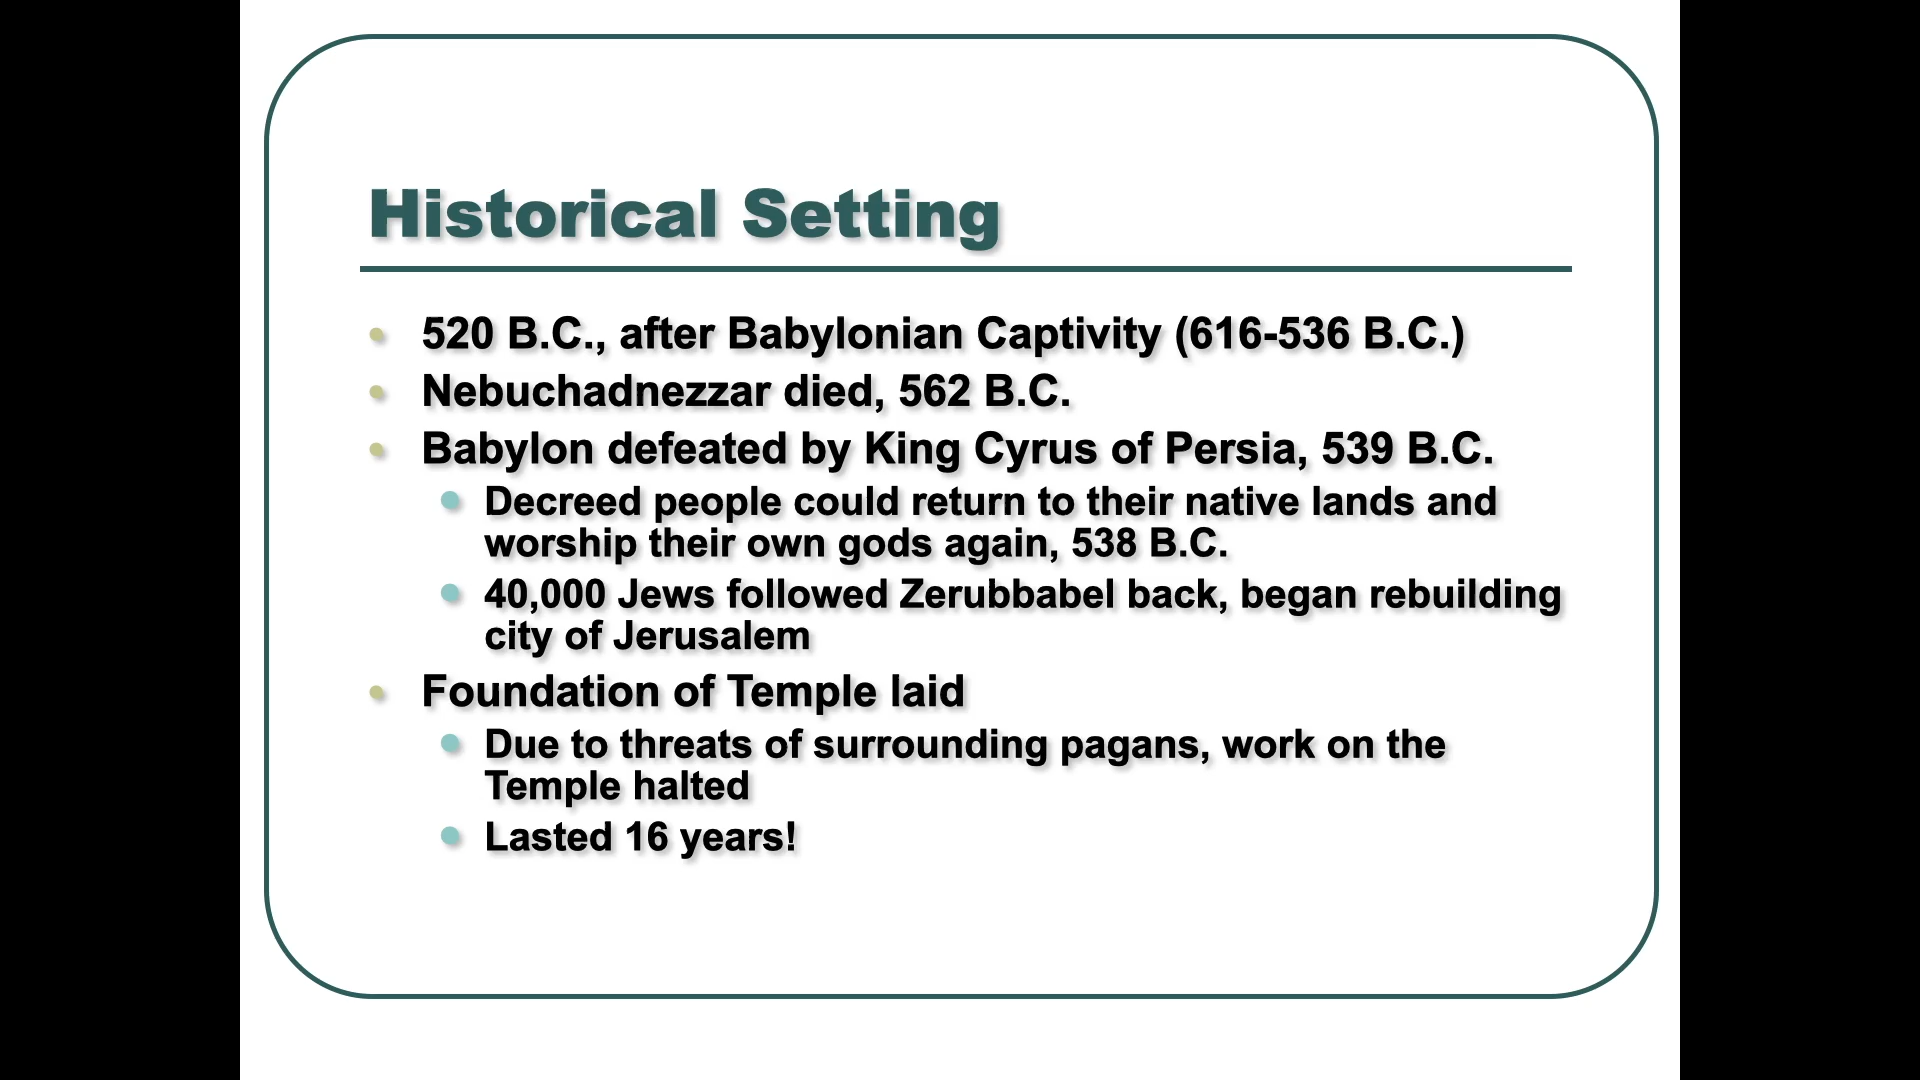 Historical Setting
520 B.C., after Babylonian Captivity (616-536 B.C.)
Nebuchadnezzar died, 562 B.C.
Babylon defeated by King Cyrus of Persia, 539 B.C.
Decreed people could return to their native lands and
worship their own gods again, 538 B.C.
40,000 Jews followed Zerubbabel back, began rebuilding
city of Jerusalem
Foundation of Temple laid
Due to threats of surrounding pagans, work on the
Temple halted
Lasted 16 years!